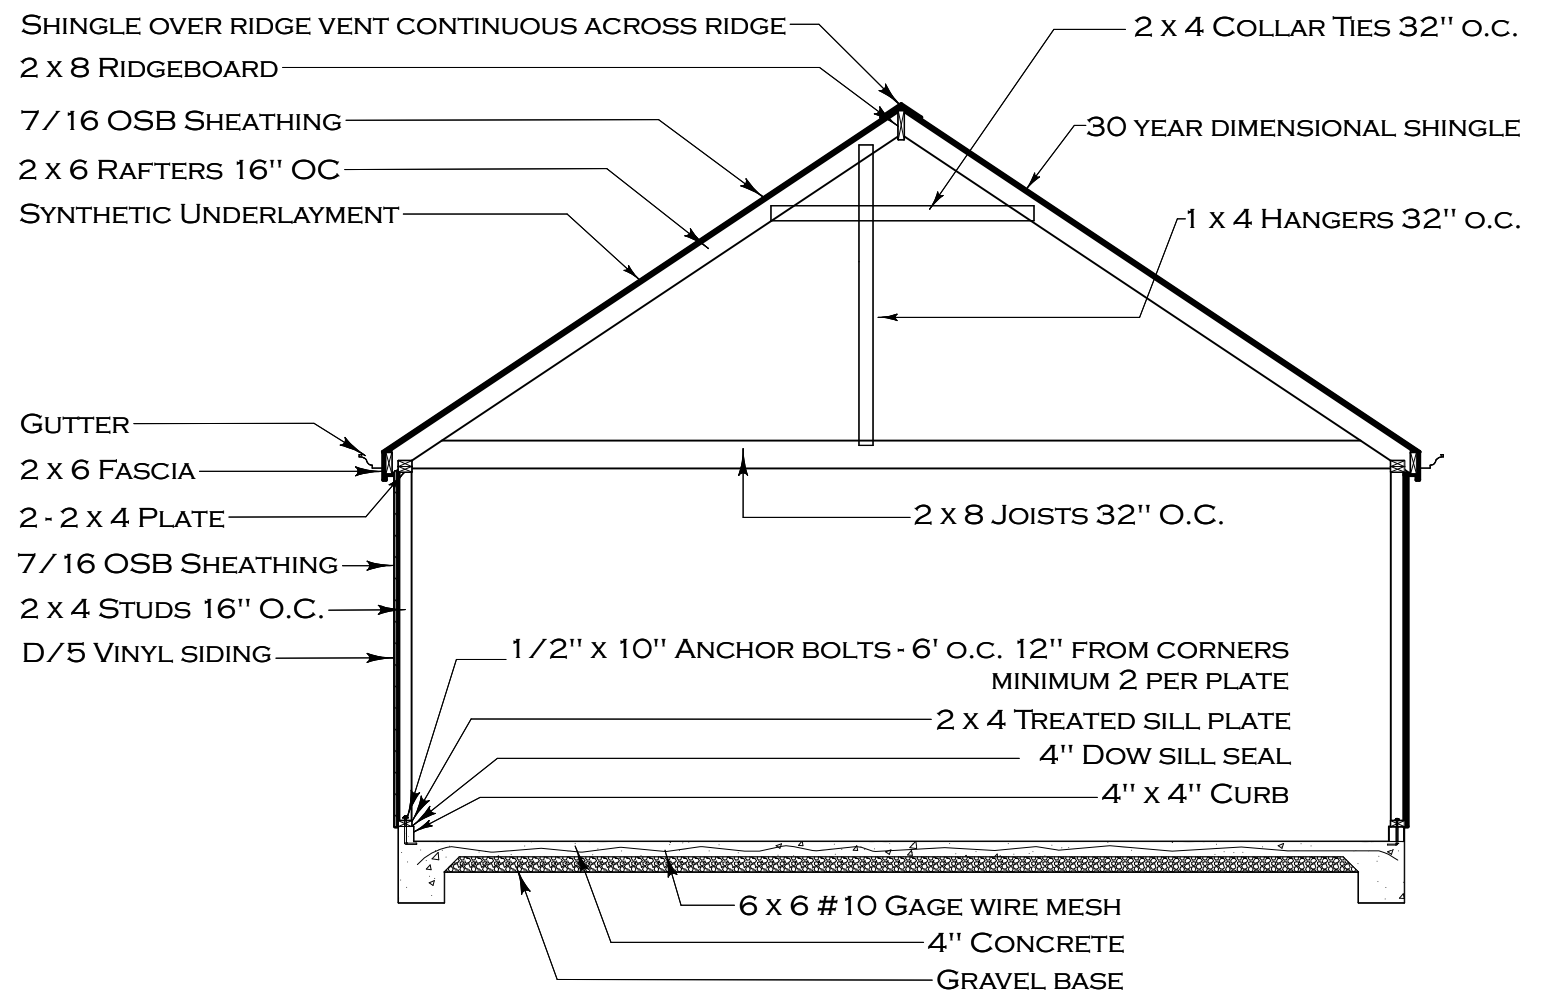 SHINGLE OVER RIDGE VENT CONTINUOUS ACROSS RIDGE
2 X 8 RIDGEBOARD
7/16 OSB SHEATHING
2 X 6 RAFTERS 16" OC
SYNTHETIC UNDERLAYMENT
2 X 4 COLLAR TIES 32" O.C.
30 YEAR DIMENSIONAL SHINGLE
1 X 4 HANGERS 32" O.C.
GUTTER
2 X 6 FASCIA
2 - 2 X 4 PLATE
7/16 OSB SHEATHING
2 X 4 STUDS 16" O.C.
D/5 VINYL SIDING
2 X 8 JOISTS 32" O.C.
1/2" X 10" ANCHOR BOLTS - 6' O.C. 12" FROM CORNERS
MINIMUM 2 PER PLATE
2 X 4 TREATED SILL PLATE
4" DOW SILL SEAL
4" X 4" CURB
6 X 6 #10 GAGE WIRE MESH
4" CONCRETE
GRAVEL BASE